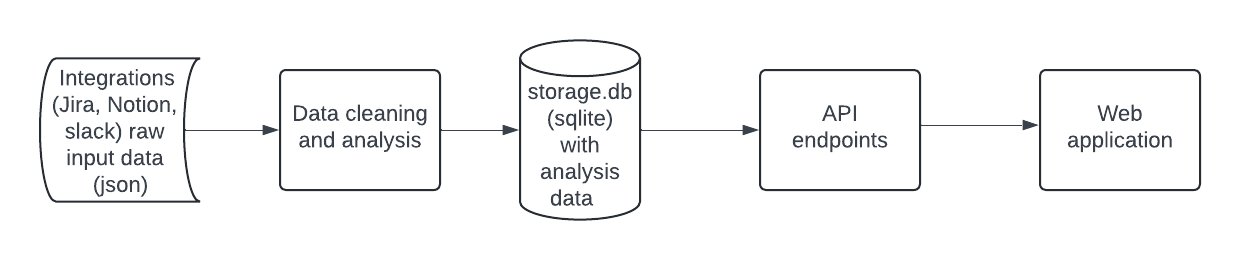 Integrations
(Jira, Notion,
slack) raw
input data
(json)
Data cleaning
and analysis
storage.db
(sqlite)
with
analysis
data
API
endpoints
Web
application